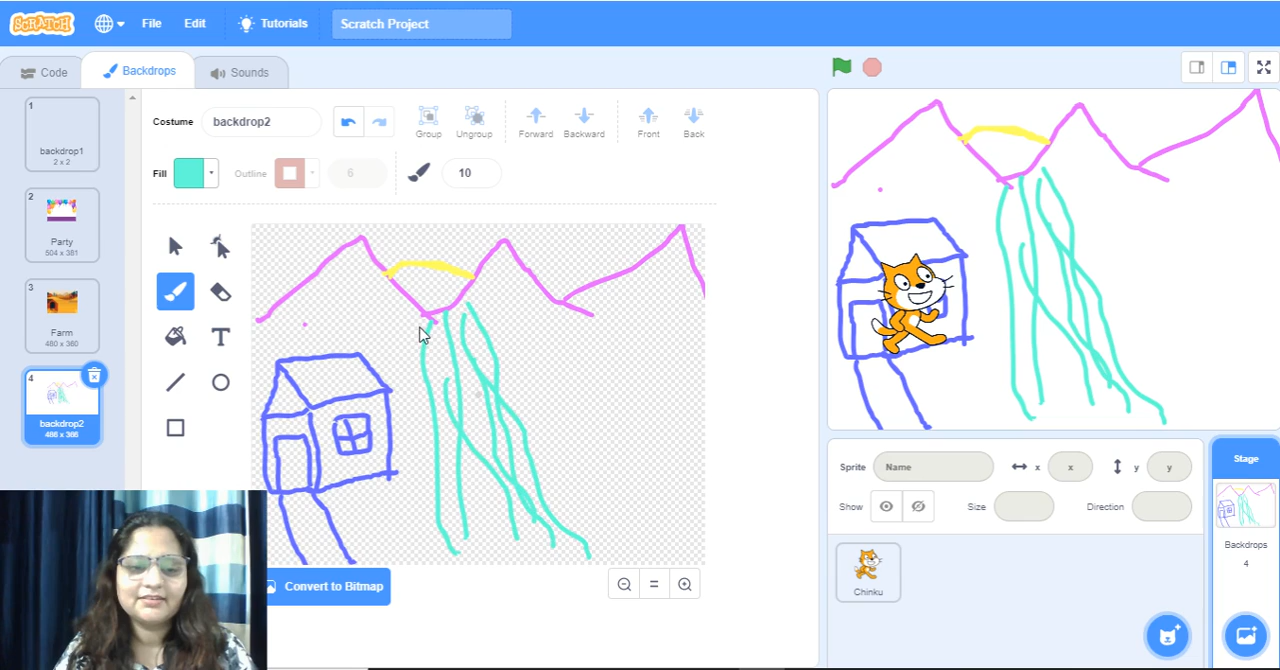 SCRATCH File Edit Tutorials Scratch Project
Code Backdrops Sounds
1
backdrop1
2 x 2
2
Party
504 x 381
3
Farm
480 x 360
4
backdrop2
486 x 366
Costume backdrop2 Group Ungroup Forward Backward Front Back
Fill Outline 6 10
T
Convert to Bitmap
Sprite Name x x y y
Show Size Direction
Chinku
Stage
Backdrops
4